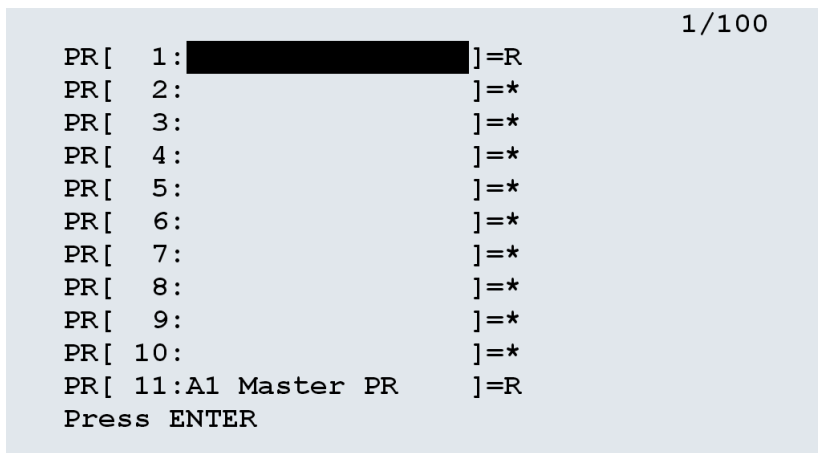 1/100
PR[  1:                ]=R
PR[  2:                ]=*
PR[  3:                ]=*
PR[  4:                ]=*
PR[  5:                ]=*
PR[  6:                ]=*
PR[  7:                ]=*
PR[  8:                ]=*
PR[  9:                ]=*
PR[ 10:                ]=*
PR[ 11:A1 Master PR    ]=R
Press ENTER